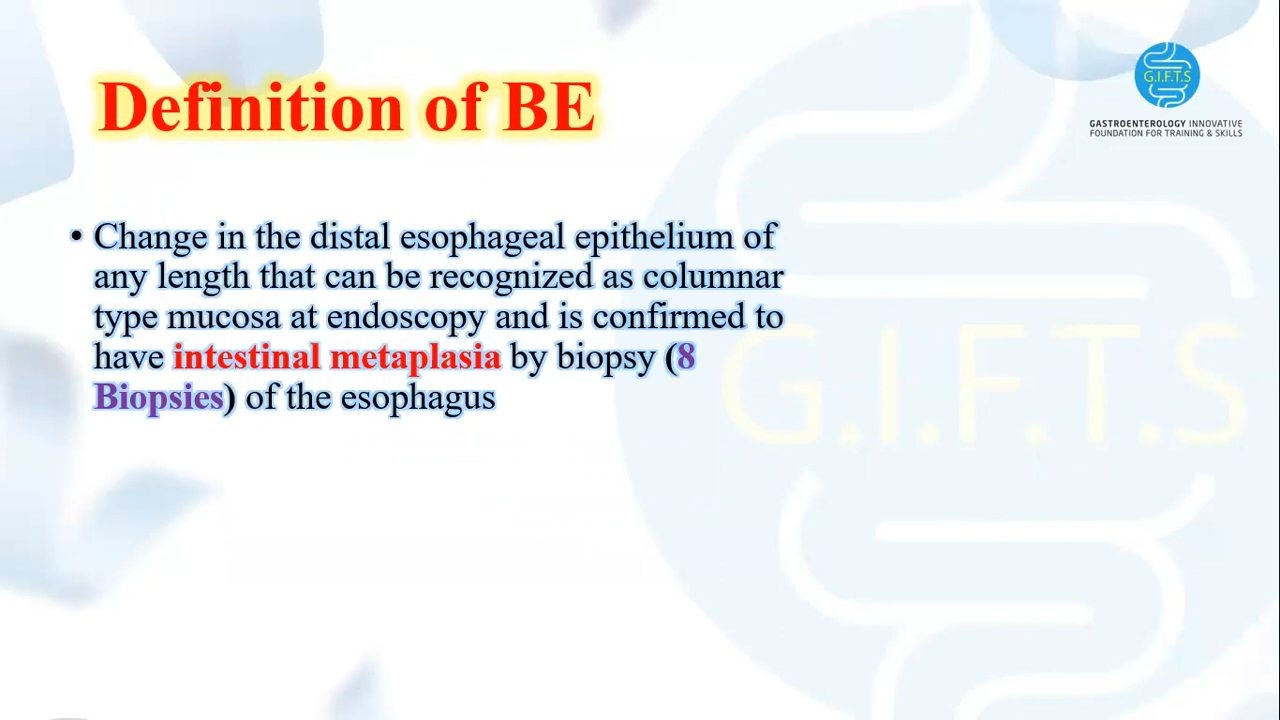 Definition of BE
G.I.F.T.S
GASTROENTEROLOGY INNOVATIVE
FOUNDATION FOR TRAINING & SKILLS
• Change in the distal esophageal epithelium of
any length that can be recognized as columnar
type mucosa at endoscopy and is confirmed to
have intestinal metaplasia by biopsy (8
Biopsies) of the esophagus
G.I.F.T.S